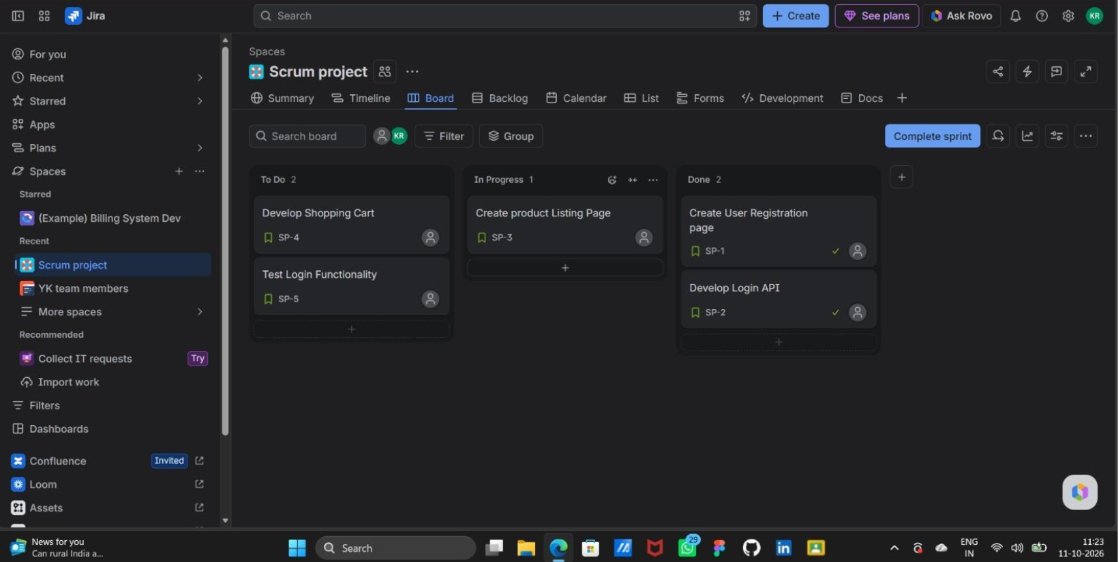 Jira
Search
+ Create
See plans
Ask Rovo
KR
For you
Recent
Starred
Apps
Plans
Spaces
Starred
(Example) Billing System Dev
Recent
Scrum project
YK team members
More spaces
Recommended
Collect IT requests
Try
Import work
Filters
Dashboards
Confluence
Invited
Loom
Assets
Spaces
Scrum project
Summary
Timeline
Board
Backlog
Calendar
List
Forms
Development
Docs
Search board
KR
Filter
Group
Complete sprint
To Do 2
Develop Shopping Cart
SP-4
Test Login Functionality
SP-5
In Progress 1
Create product Listing Page
SP-3
Done 2
Create User Registration
page
SP-1
Develop Login API
SP-2
News for you
Can rural India a...
Search
29
ENG
IN
11:23
11-10-2026